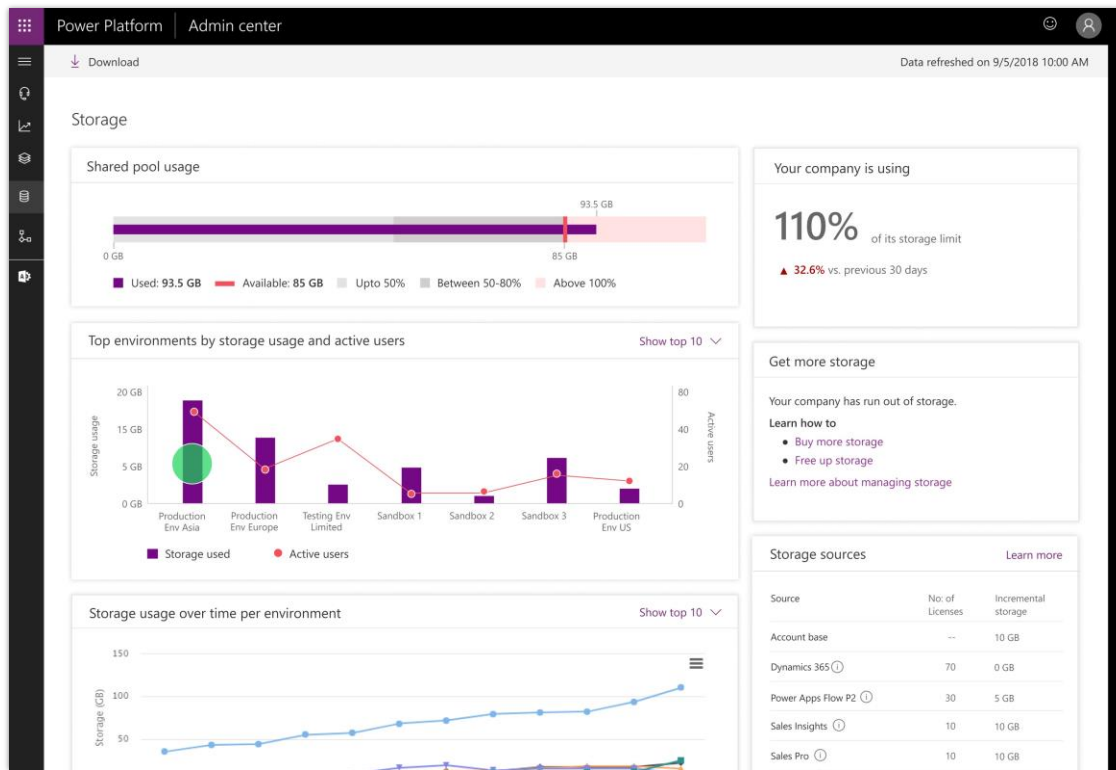 Power Platform Admin center
Download
Data refreshed on 9/5/2018 10:00 AM
Storage
Shared pool usage
93.5 GB
0 GB
85 GB
Used: 93.5 GB Available: 85 GB Upto 50% Between 50-80% Above 100%
Your company is using
110% of its storage limit
▲ 32.6% vs. previous 30 days
Top environments by storage usage and active users
Show top 10
Storage usage
20 GB
15 GB
5 GB
0 GB
80
40
20
0
Active users
Production Env Asia
Production Env Europe
Testing Env Limited
Sandbox 1
Sandbox 2
Sandbox 3
Production Env US
Storage used Active users
Get more storage
Your company has run out of storage.
Learn how to
• Buy more storage
• Free up storage
Learn more about managing storage
Storage usage over time per environment
Show top 10
Storage (GB)
150
100
50
Storage sources
Learn more
Source No: of Licenses Incremental storage
Account base -- 10 GB
Dynamics 365 70 0 GB
Power Apps Flow P2 30 5 GB
Sales Insights 10 10 GB
Sales Pro 10 10 GB